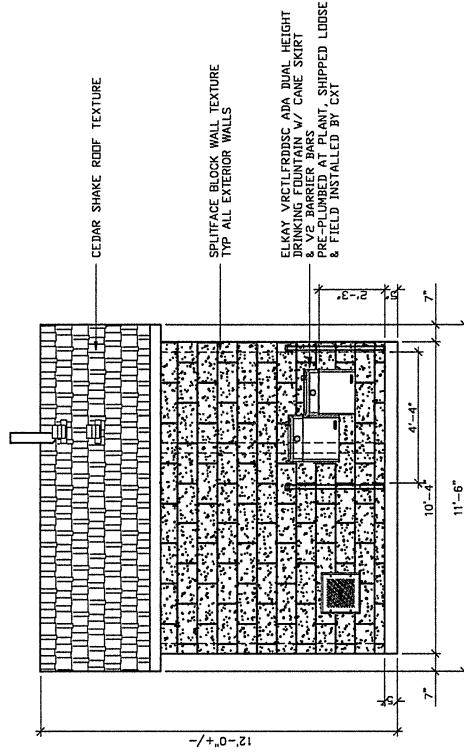 CEDAR SHAKE ROOF TEXTURE
SPLITFACE BLOCK WALL TEXTURE
TYP ALL EXTERIOR WALLS
ELKAY VRCTLFRDDSC ADA DUAL HEIGHT
DRINKING FOUNTAIN W/ CANE SKIRT
& V2 BARRIER BARS
PRE-PLUMBED AT PLANT, SHIPPED LOOSE
& FIELD INSTALLED BY CXT
12'-0"+/-
2'-3"
5"
5"
7"
4'-4"
10'-4"
7"
11'-6"